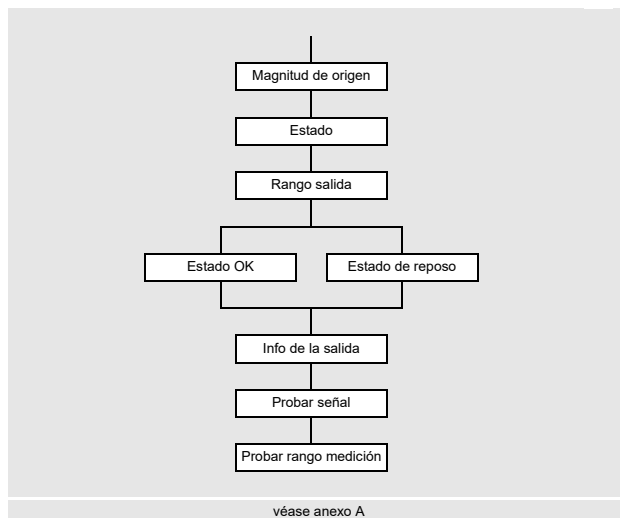 Magnitud de origen
Estado
Rango salida
Estado OK
Estado de reposo
Info de la salida
Probar señal
Probar rango medición
véase anexo A